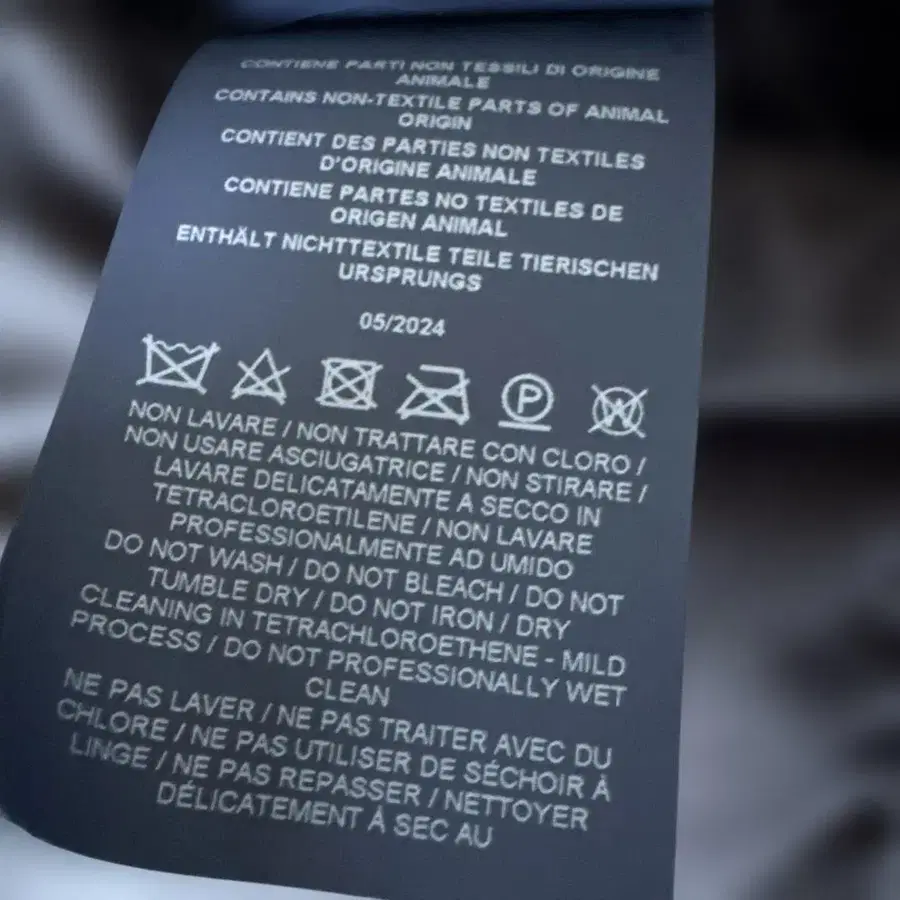 CONTIENE PARTI NON TESSILI DI ORIGINE
ANIMALE
CONTAINS NON-TEXTILE PARTS OF ANIMAL
ORIGIN
CONTIENT DES PARTIES NON TEXTILES
D'ORIGINE ANIMALE
CONTIENE PARTES NO TEXTILES DE
ORIGEN ANIMAL
ENTHÄLT NICHTTEXTILE TEILE TIERISCHEN
URSPRUNGS
05/2024
P W
NON LAVARE / NON TRATTARE CON CLORO /
NON USARE ASCIUGATRICE / NON STIRARE /
LAVARE DELICATAMENTE A SECCO IN
TETRACLOROETILENE / NON LAVARE
PROFESSIONALMENTE AD UMIDO
DO NOT WASH / DO NOT BLEACH / DO NOT
TUMBLE DRY / DO NOT IRON / DRY
CLEANING IN TETRACHLOROETHENE - MILD
PROCESS / DO NOT PROFESSIONALLY WET
CLEAN
NE PAS LAVER / NE PAS TRAITER AVEC DU
CHLORE / NE PAS UTILISER DE SÉCHOIR À
LINGE / NE PAS REPASSER / NETTOYER
DÉLICATEMENT À SEC AU